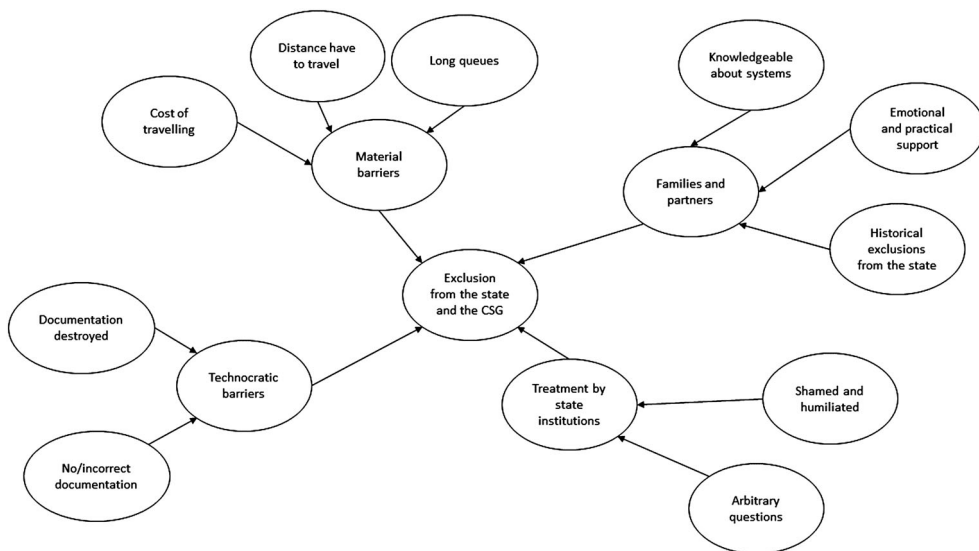 Distance have
to travel
Long queues
Knowledgeable
about systems
Cost of
travelling
Emotional
and practical
support
Material
barriers
Families and
partners
Historical
exclusions
from the state
Exclusion
from the state
and the CSG
Documentation
destroyed
Technocratic
barriers
Treatment by
state
institutions
Shamed and
humiliated
No/incorrect
documentation
Arbitrary
questions